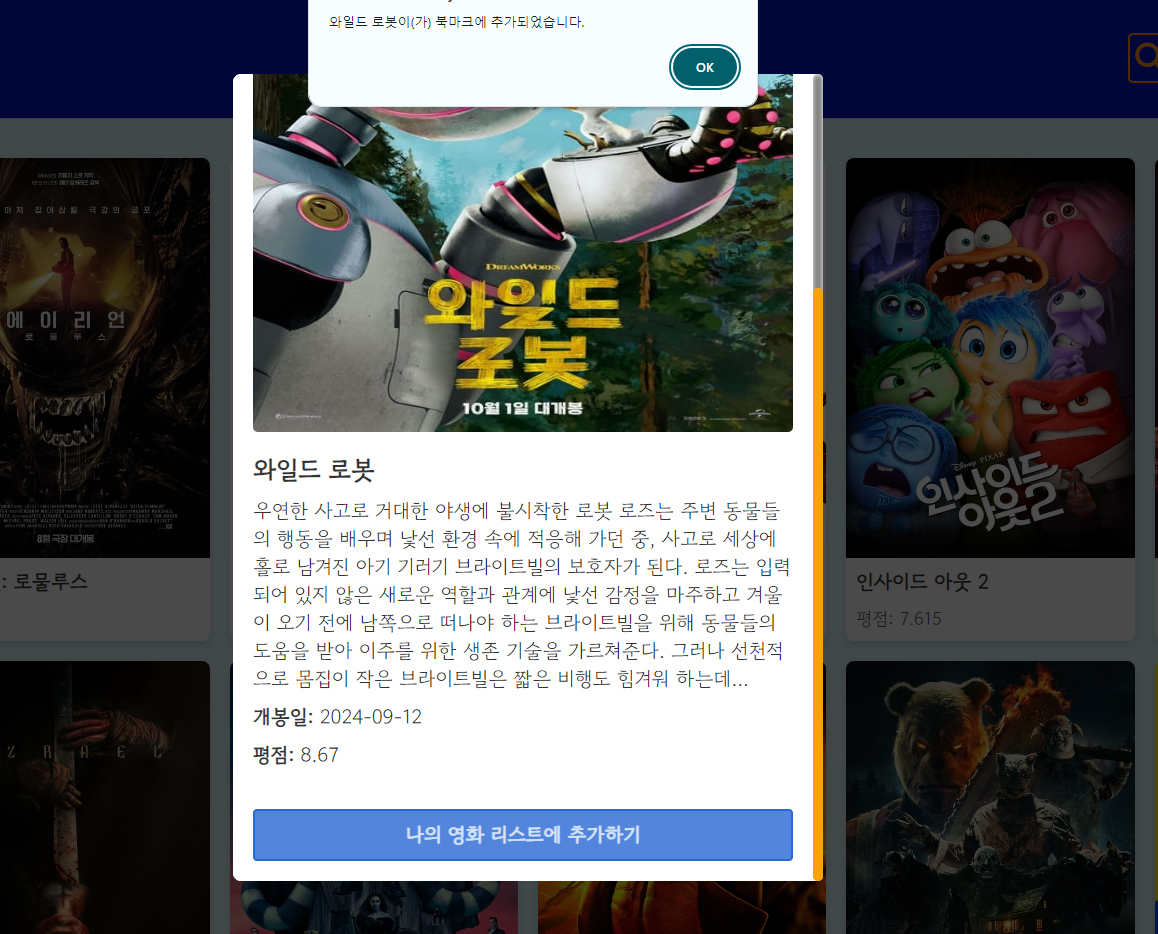 와일드 로봇이(가) 북마크에 추가되었습니다.
OK
DREAMWORKS
와일드
로봇
10월 1일 대개봉
와일드 로봇
우연한 사고로 거대한 야생에 불시착한 로봇 로즈는 주변 동물들
의 행동을 배우며 낯선 환경 속에 적응해 가던 중, 사고로 세상에
홀로 남겨진 아기 기러기 브라이트빌의 보호자가 된다. 로즈는 입력
되어 있지 않은 새로운 역할과 관계에 낯선 감정을 마주하고 겨울
이 오기 전에 남쪽으로 떠나야 하는 브라이트빌을 위해 동물들의
도움을 받아 이주를 위한 생존 기술을 가르쳐준다. 그러나 선천적
으로 몸집이 작은 브라이트빌은 짧은 비행도 힘겨워 하는데...
개봉일: 2024-09-12
평점: 8.67
나의 영화 리스트에 추가하기
에이리언
로물루스
8월 극장 대개봉
: 로물루스
Disney PIXAR
인사이드
아웃2
인사이드 아웃 2
평점: 7.615